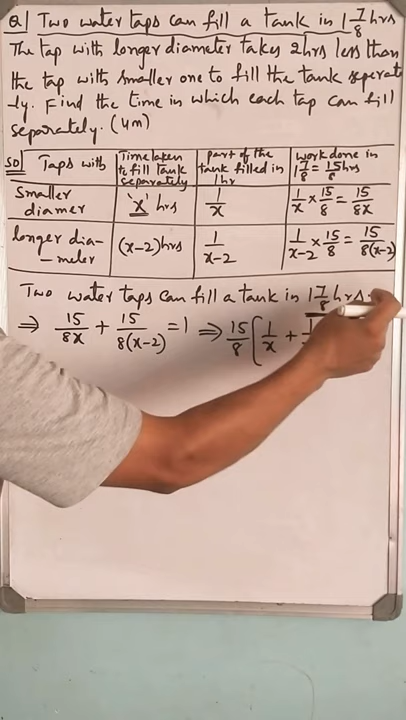 Q) Two water taps can fill a tank in 1 7/8 hrs
The tap with longer diameter takes 2hrs less than
the tap with smaller one to fill the tank seperate
-ly. Find the time in which each tap can fill
seperately. (4m)
SOl Taps with | Time taken to fill tank seperately | part of the tank filled in 1hr | work done in 1 7/8 = 15/8 hrs
Smaller diamer | 'x' hrs | 1/x | 1/x × 15/8 = 15/8x
longer dia-meter | (x-2)hrs | 1/x-2 | 1/x-2 × 15/8 = 15/8(x-2)
Two water taps can fill a tank in 1 7/8 hrs.
⇒ 15/8x + 15/8(x-2) = 1 ⇒ 15/8 [ 1/x + 1